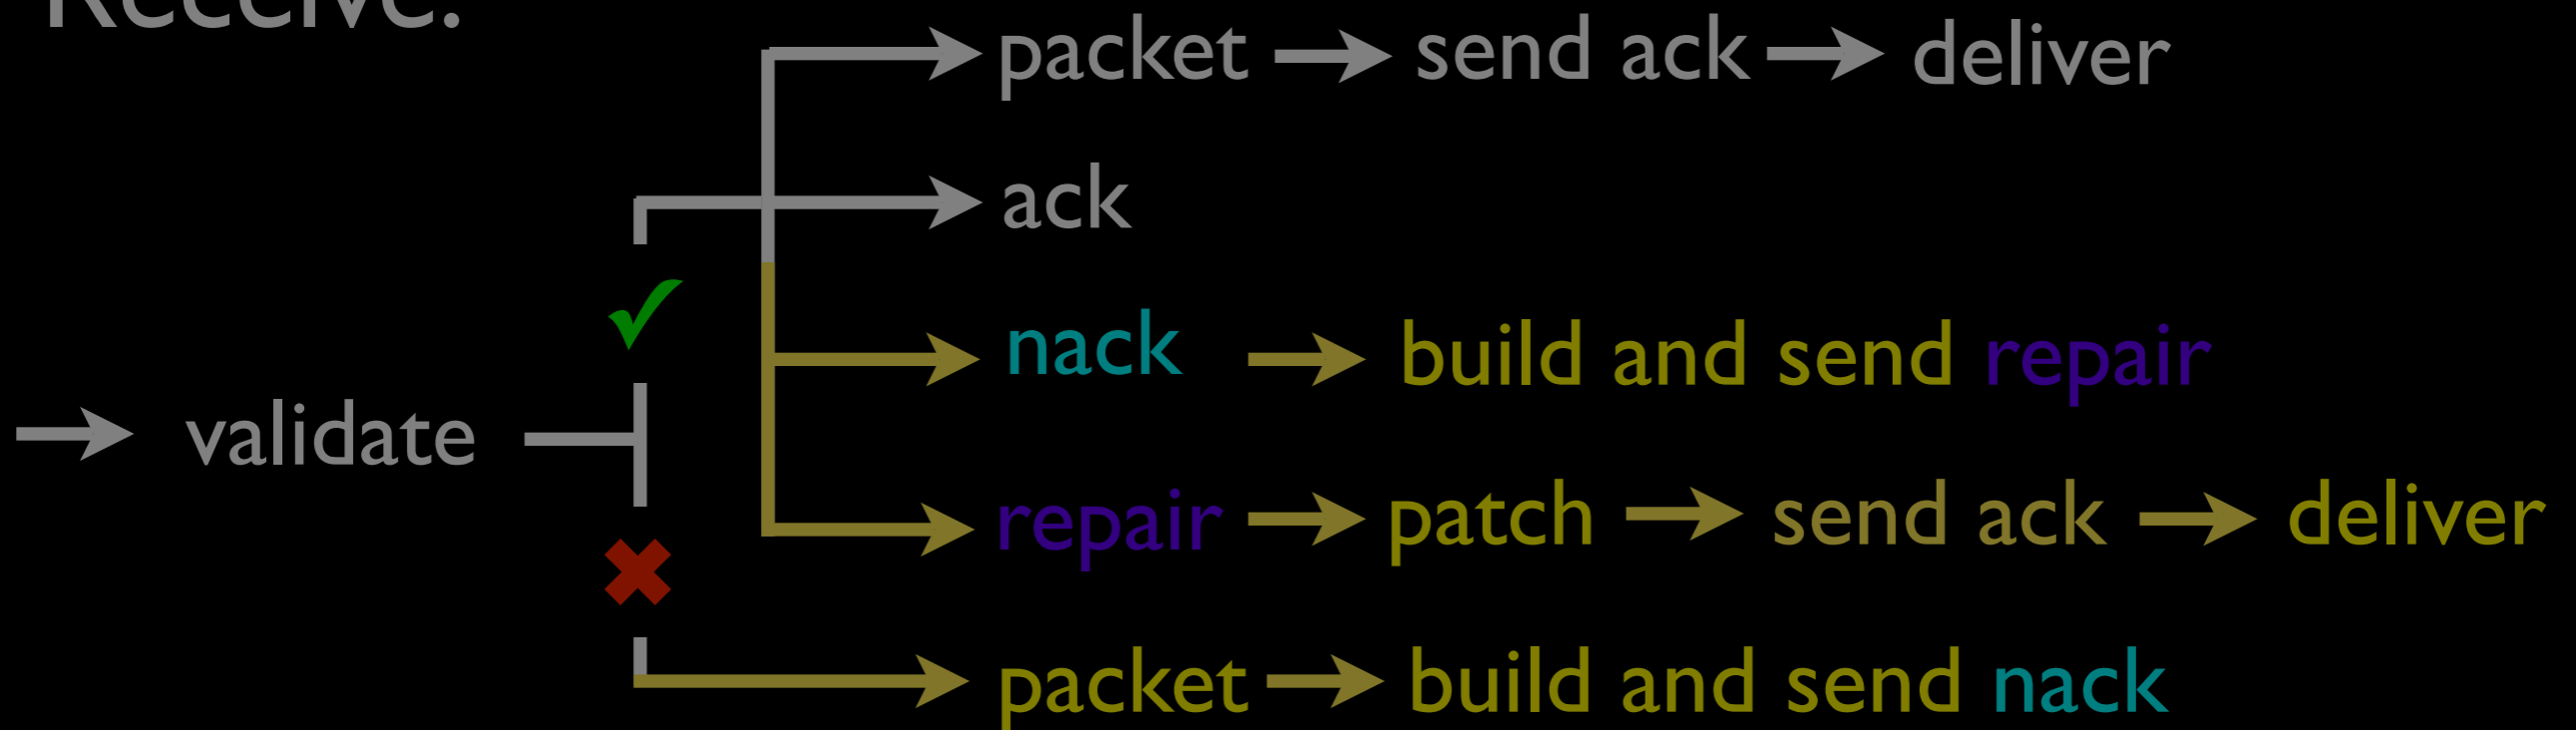 Receive:
packet send ack deliver
ack
nack build and send repair
validate
repair patch send ack deliver
packet build and send nack